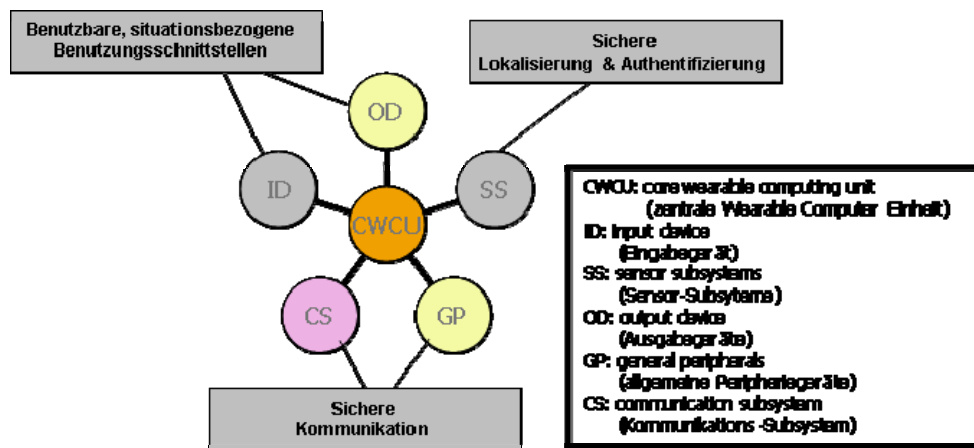 Benutzbare, situationsbezogene
Benutzungsschnittstellen
Sichere
Lokalisierung & Authentifizierung
OD
ID
SS
CWCU
CS
GP
Sichere
Kommunikation
CWCU: core wearable computing unit
(zentrale Wearable Computer Einheit)
ID: input device
(Eingabegerät)
SS: sensor subsystems
(Sensor-Subsyteme)
OD: output device
(Ausgabegeräte)
GP: general peripherals
(allgemeine Peripheriegeräte)
CS: communication subsystem
(Kommunikations-Subsystem)